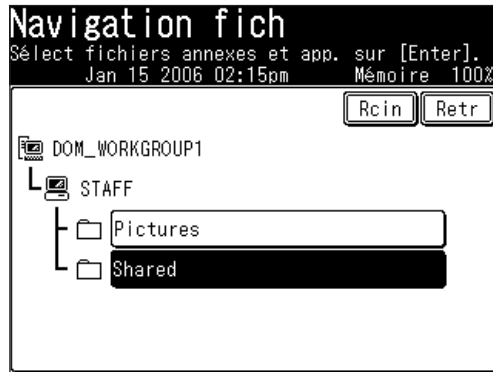 Navigation fich
Sélect fichiers annexes et app. sur [Enter].
Jan 15 2006 02:15pm Mémoire 100%
Rcin Retr
DOM_WORKGROUP1
STAFF
Pictures
Shared